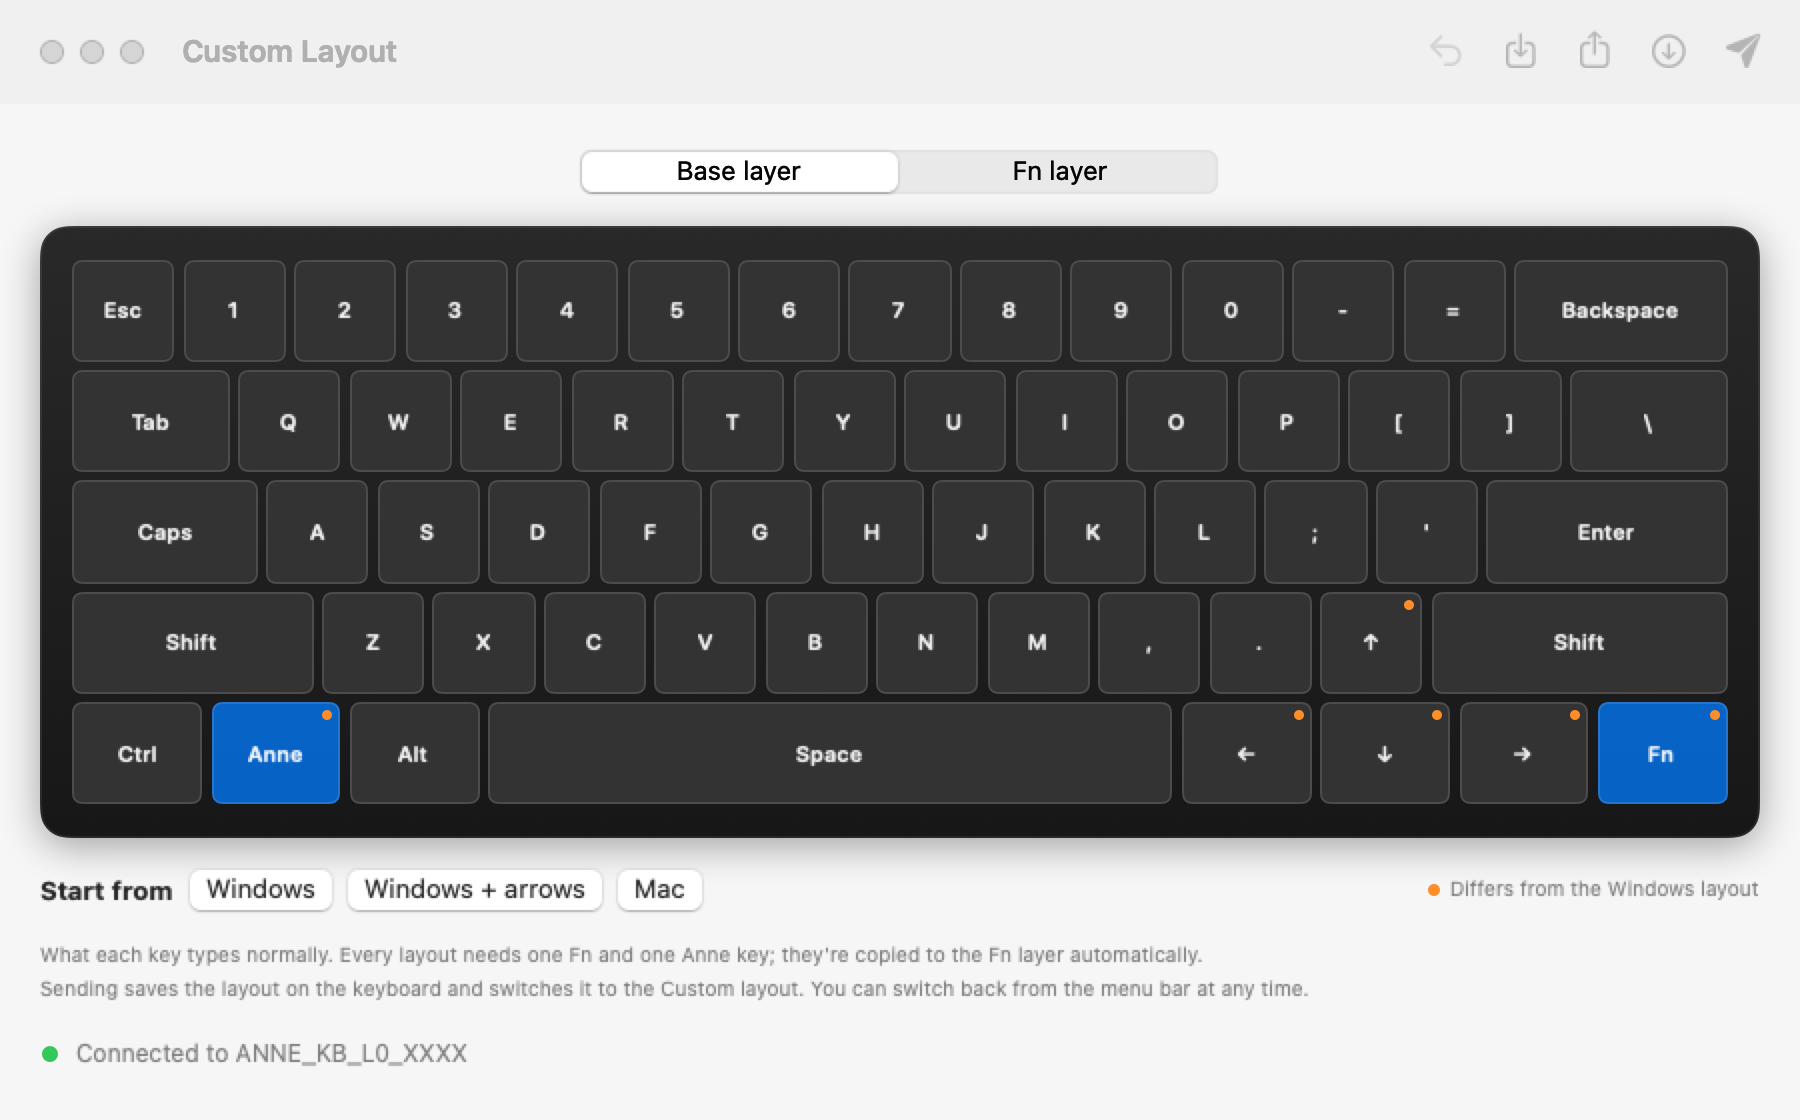 Custom Layout
Base layer Fn layer
Esc 1 2 3 4 5 6 7 8 9 0 - = Backspace
Tab Q W E R T Y U I O P [ ] \
Caps A S D F G H J K L ; ' Enter
Shift Z X C V B N M , . ↑ Shift
Ctrl Anne Alt Space ← ↓ → Fn
Start from Windows Windows + arrows Mac Differs from the Windows layout
What each key types normally. Every layout needs one Fn and one Anne key; they're copied to the Fn layer automatically.
Sending saves the layout on the keyboard and switches it to the Custom layout. You can switch back from the menu bar at any time.
Connected to ANNE_KB_L0_XXXX